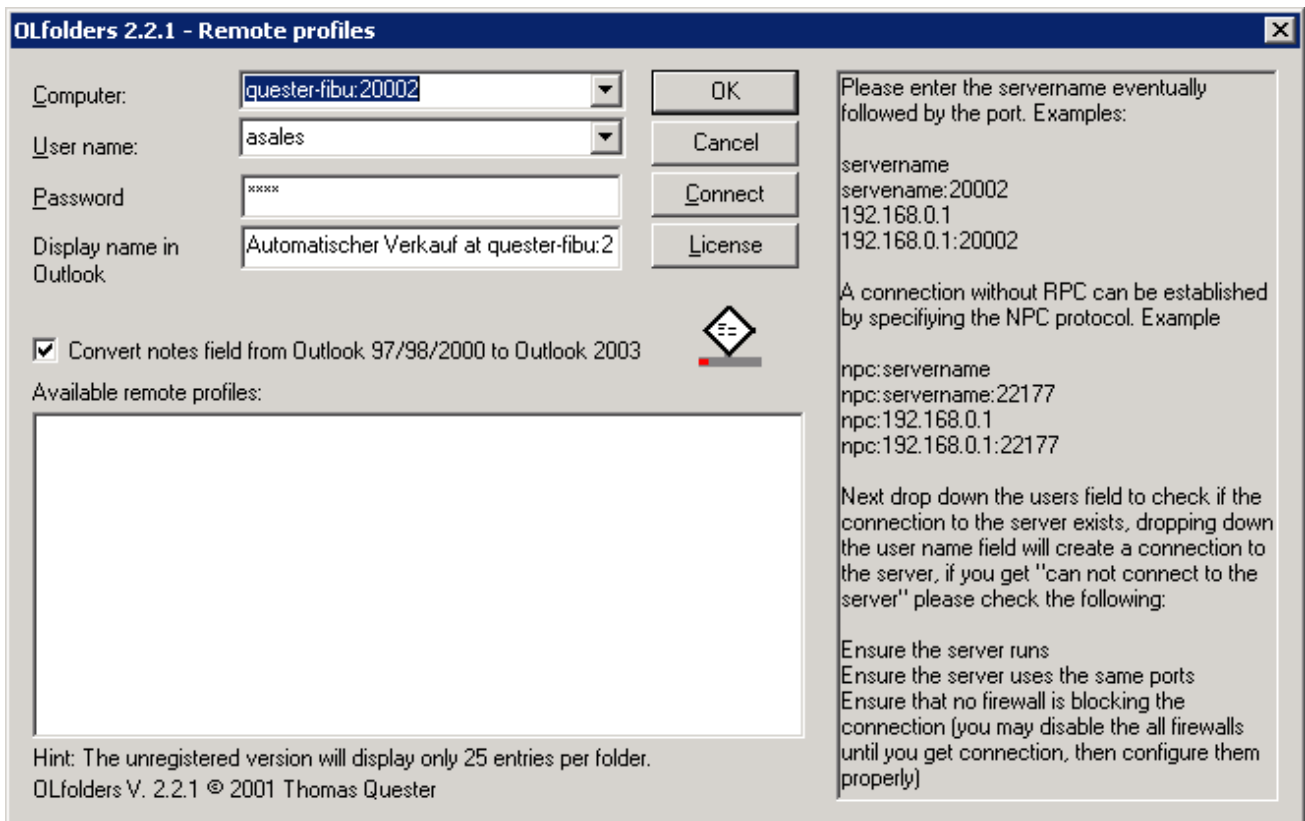 OLfolders 2.2.1 - Remote profiles
Computer:
quester-fibu:20002
User name:
asales
Password
××××
Display name in
Outlook
Automatischer Verkauf at quester-fibu:2
OK
Cancel
Connect
License
Convert notes field from Outlook 97/98/2000 to Outlook 2003
Available remote profiles:
Hint: The unregistered version will display only 25 entries per folder.
OLfolders V. 2.2.1 © 2001 Thomas Quester
Please enter the servername eventually
followed by the port. Examples:
servername
servename:20002
192.168.0.1
192.168.0.1:20002
A connection without RPC can be established
by specifiying the NPC protocol. Example
npc:servername
npc:servername:22177
npc:192.168.0.1
npc:192.168.0.1:22177
Next drop down the users field to check if the
connection to the server exists, dropping down
the user name field will create a connection to
the server, if you get "can not connect to the
server" please check the following:
Ensure the server runs
Ensure the server uses the same ports
Ensure that no firewall is blocking the
connection (you may disable the all firewalls
until you get connection, then configure them
properly)